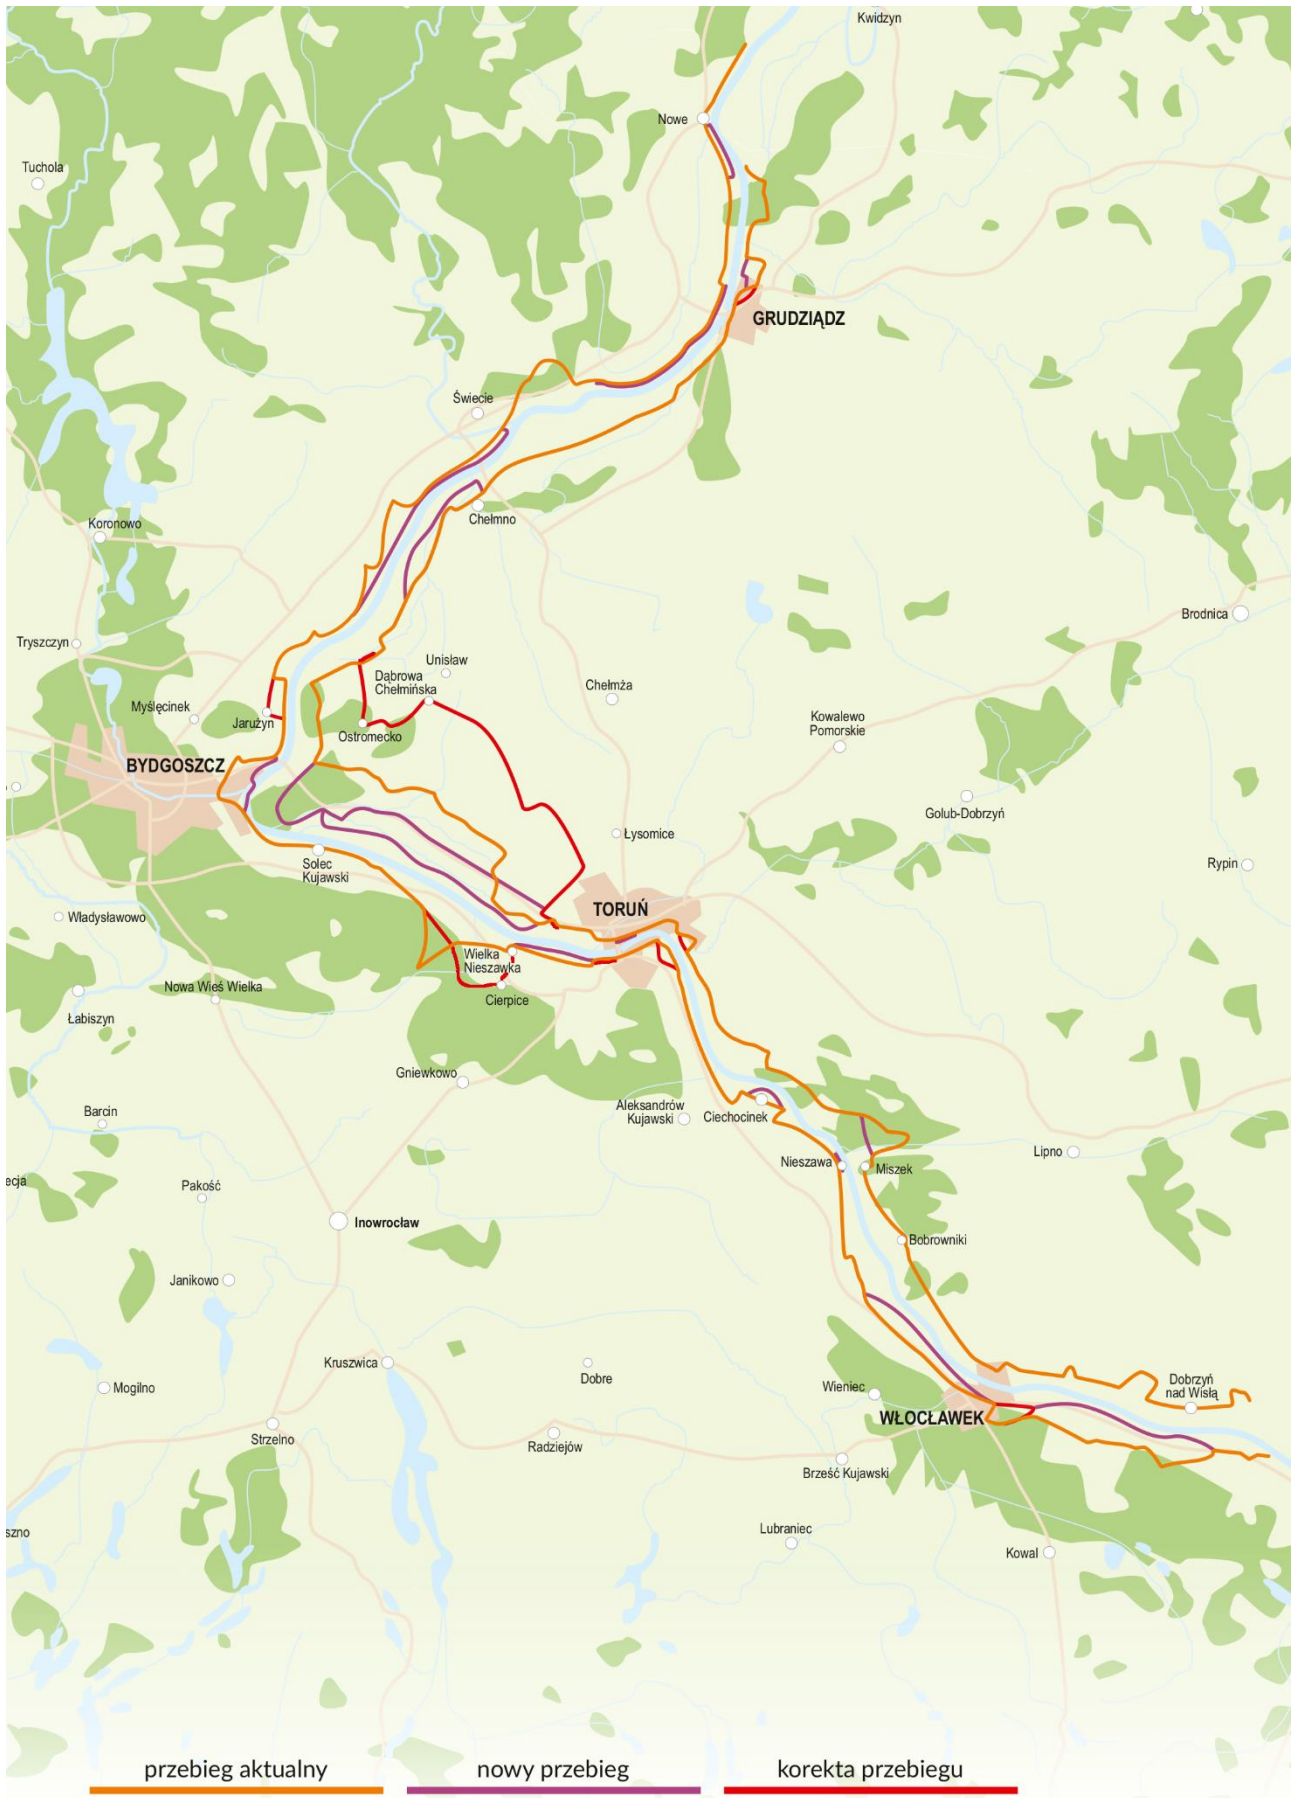 Kwidzyn
Nowe
Tuchola
GRUDZIĄDZ
Świecie
Chełmno
Koronowo
Brodnica
Tryszczyn
Unisław
Dąbrowa
Chełmińska
Chełmża
Myślęcinek
Jarużyn
Ostromecko
Kowalewo
Pomorskie
BYDGOSZCZ
Golub-Dobrzyń
Łysomice
Solec
Kujawski
Rypin
TORUŃ
Władysławowo
Wielka
Nieszawka
Nowa Wieś Wielka
Cierpice
Łabiszyn
Gniewkowo
Aleksandrów
Kujawski
Ciechocinek
Barcin
Lipno
Nieszawa
Miszek
ecja
Pakość
Inowrocław
Bobrowniki
Janikowo
Kruszwica
Dobre
Dobrzyń
nad Wisłą
Mogilno
Wieniec
WŁOCŁAWEK
Strzelno
Radziejów
Brześć Kujawski
szno
Lubraniec
Kowal
przebieg aktualny
nowy przebieg
korekta przebiegu